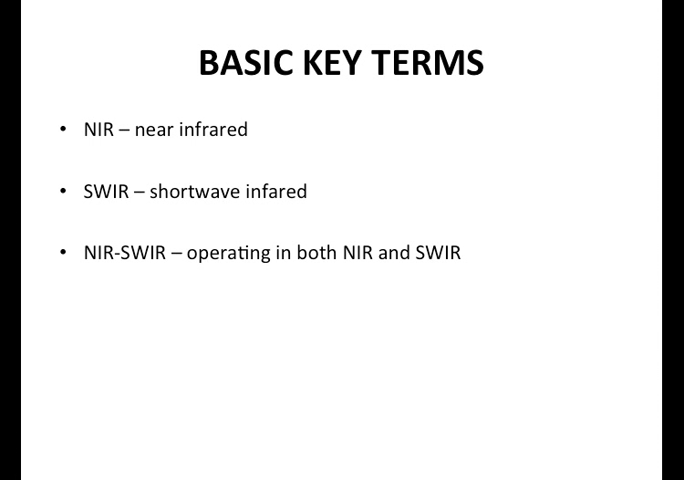 BASIC KEY TERMS
• NIR – near infrared
• SWIR – shortwave infared
• NIR-SWIR – operating in both NIR and SWIR